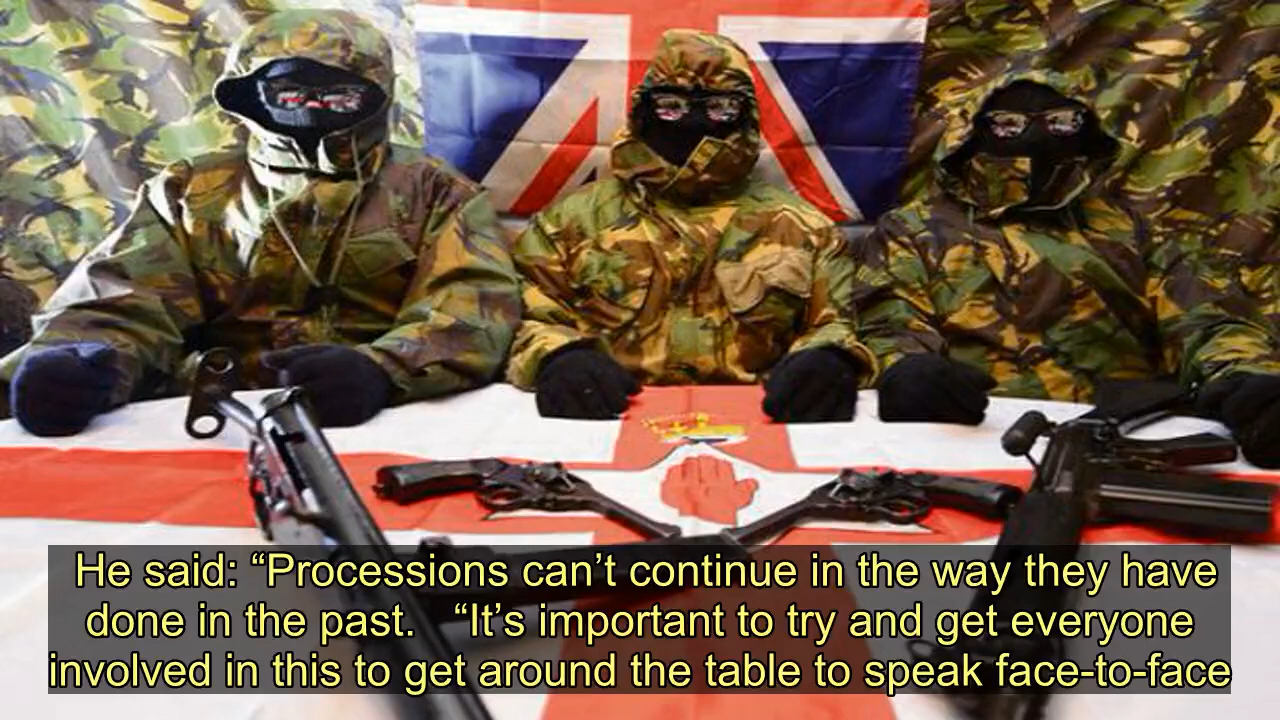 He said: “Processions can’t continue in the way they have
done in the past. “It’s important to try and get everyone
involved in this to get around the table to speak face-to-face